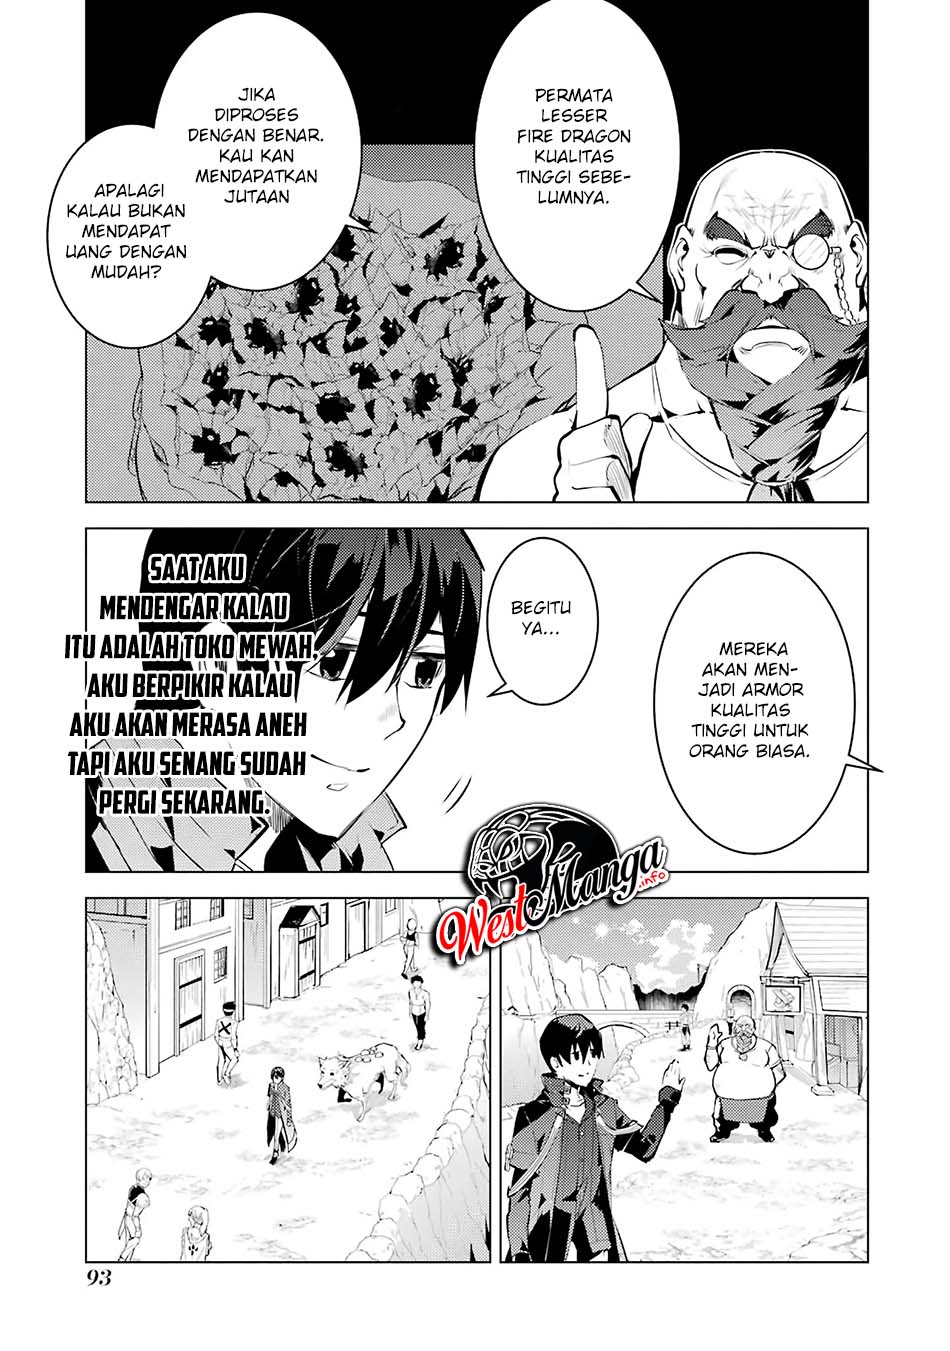 PERMATA
LESSER
FIRE DRAGON
KUALITAS
TINGGI SEBE-
LUMNYA.
JIKA
DIPROSES
DENGAN BENAR.
KAU KAN
MENDAPATKAN
JUTAAN
APALAGI
KALAU BUKAN
MENDAPAT
UANG DENGAN
MUDAH?
MEREKA
AKAN MEN-
JADI ARMOR
KUALITAS
TINGGI UNTUK
ORANG BIASA.
BEGITU
YA...
SAAT AKU
MENDENGAR KALAU
ITU ADALAH TOKO MEWAH,
AKU BERPIKIR KALAU
AKU AKAN MERASA ANEH
TAPI AKU SENANG SUDAH
PERGI SEKARANG.
WestManga
.info
93